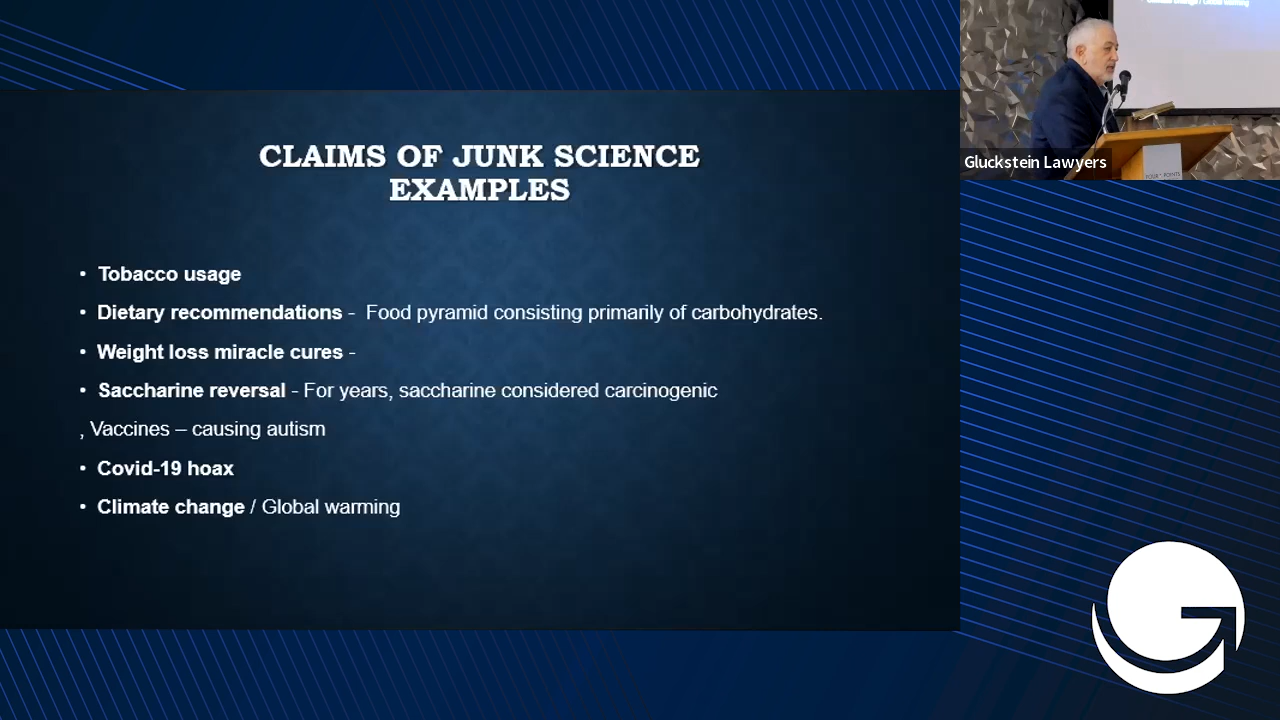 CLAIMS OF JUNK SCIENCE
EXAMPLES
• Tobacco usage
• Dietary recommendations - Food pyramid consisting primarily of carbohydrates.
• Weight loss miracle cures -
• Saccharine reversal - For years, saccharine considered carcinogenic
, Vaccines – causing autism
• Covid-19 hoax
• Climate change / Global warming
Gluckstein Lawyers
FOUR POINTS
G